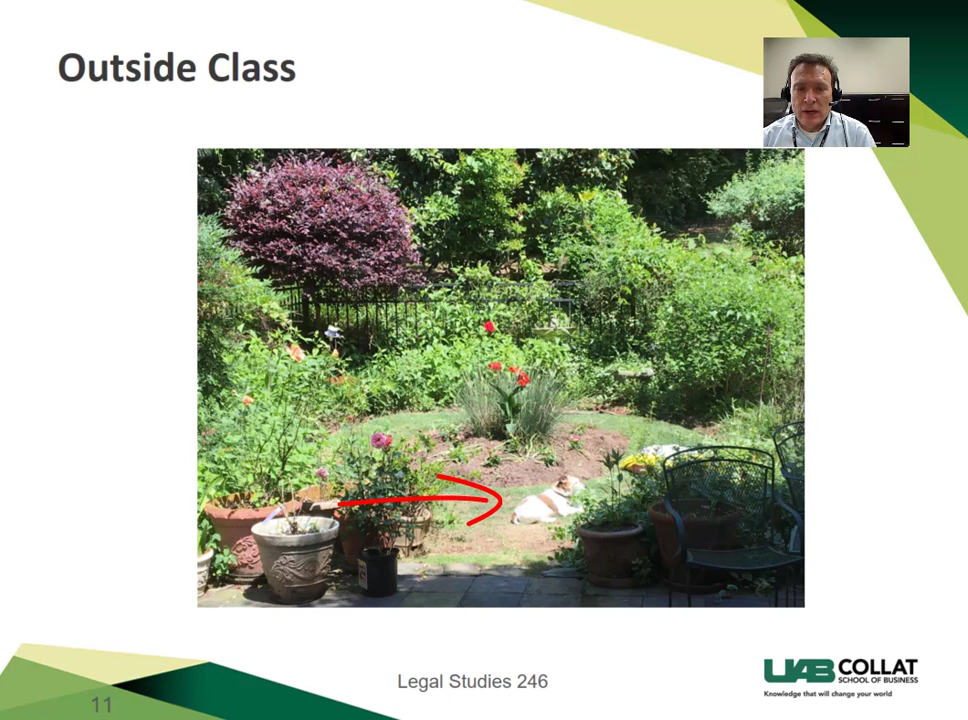 Outside Class
Legal Studies 246
UAB COLLAT
SCHOOL OF BUSINESS
Knowledge that will change your world
11